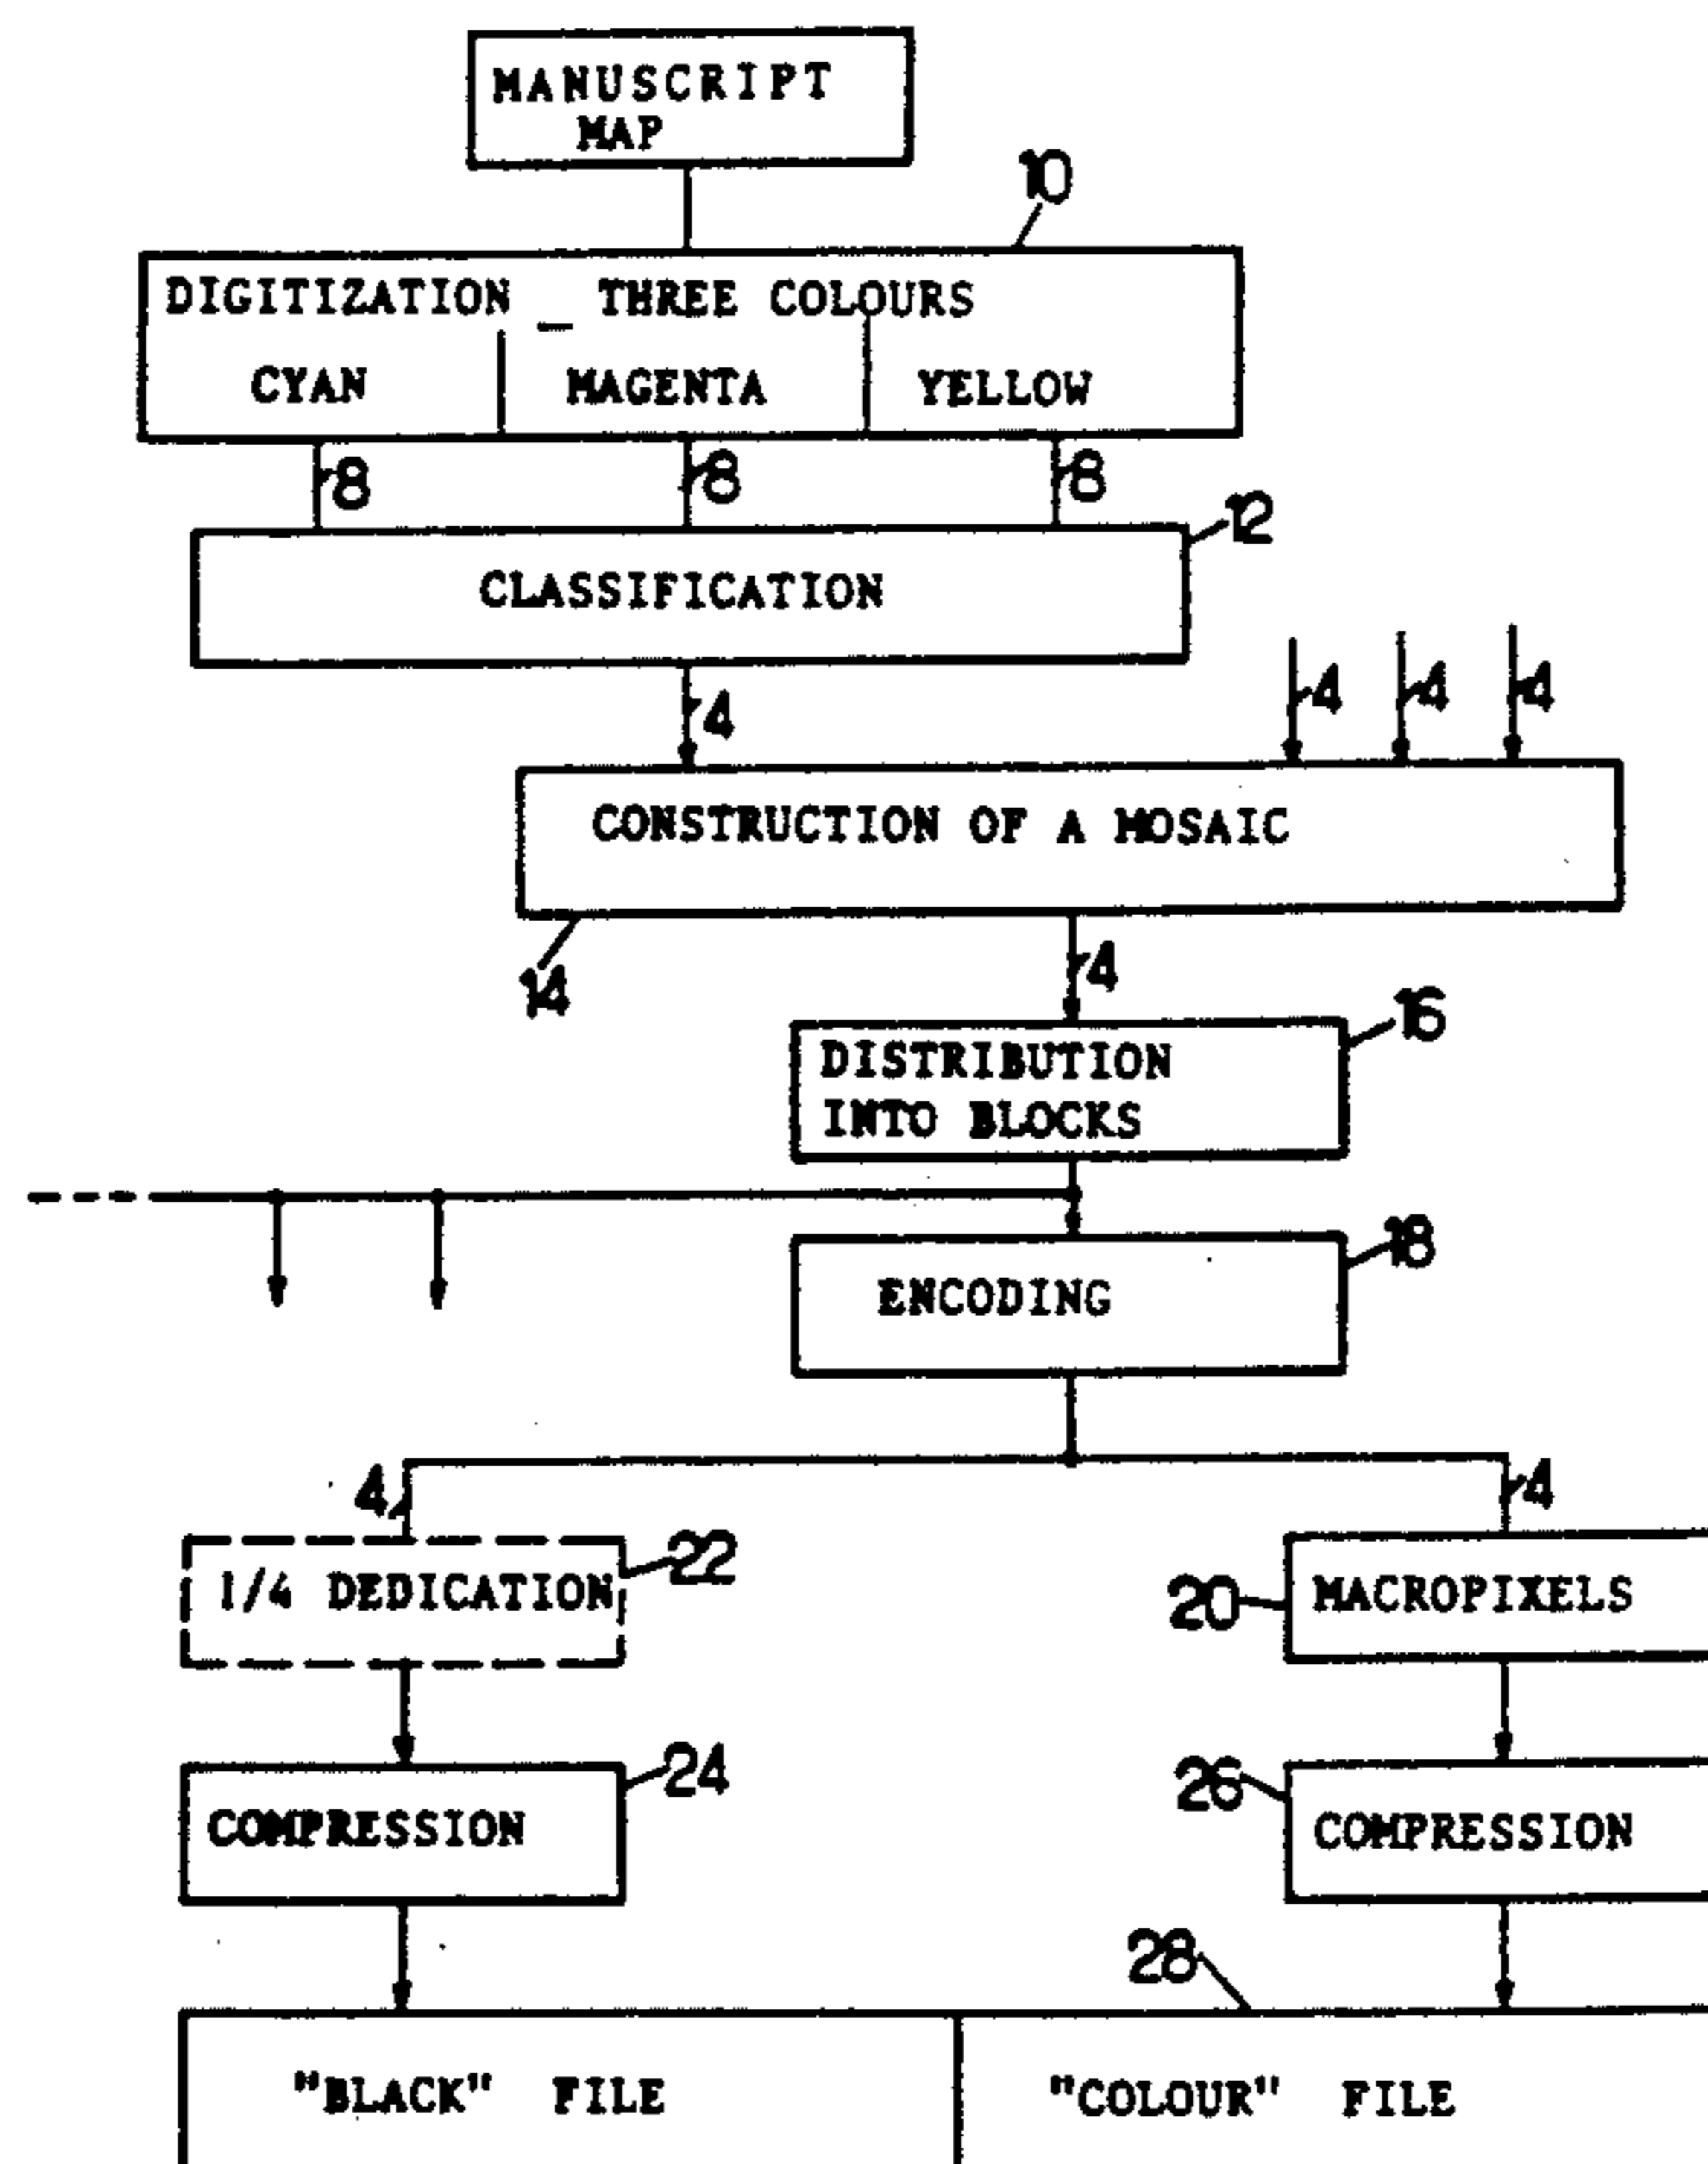 MANUSCRIPT
MAP
10
DIGITIZATION _ THREE COLOURS
CYAN MAGENTA YELLOW
8 8 8
12
CLASSIFICATION
4 4 4 4
CONSTRUCTION OF A MOSAIC
14 4
16
DISTRIBUTION
INTO BLOCKS
18
ENCODING
4 4
22
1/4 DEDICATION
20 MACROPIXELS
24 26
COMPRESSION COMPRESSION
28
"BLACK" FILE "COLOUR" FILE